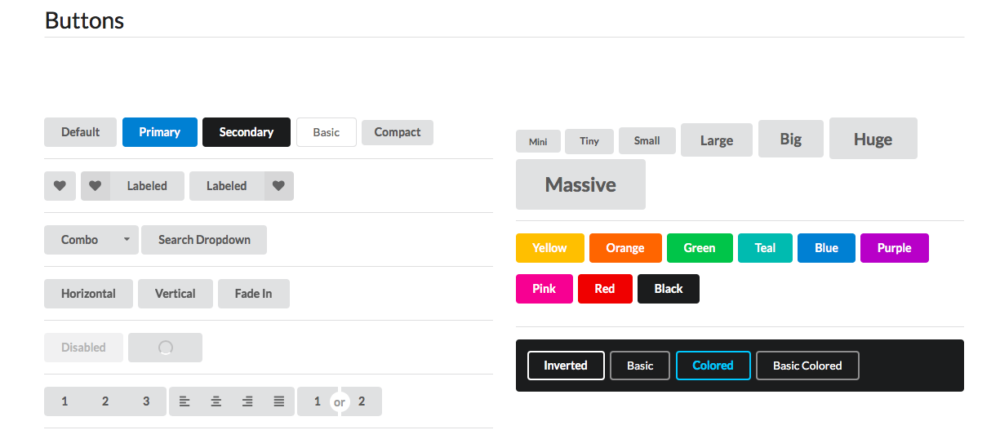 Buttons
Default Primary Secondary Basic Compact
Labeled Labeled
Combo Search Dropdown
Horizontal Vertical Fade In
Disabled
1 2 3 1 or 2
Mini Tiny Small Large Big Huge
Massive
Yellow Orange Green Teal Blue Purple
Pink Red Black
Inverted Basic Colored Basic Colored